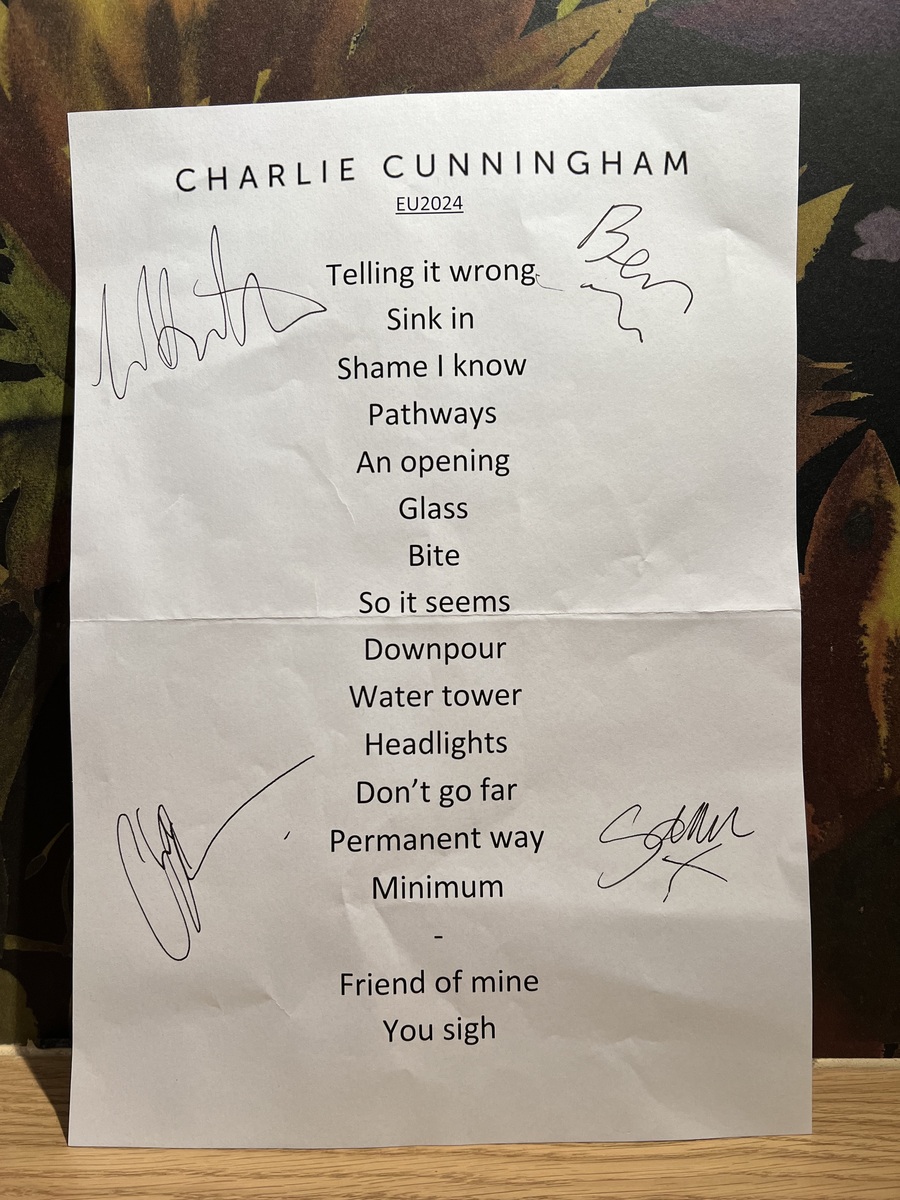 CHARLIE CUNNINGHAM
EU2024
Ben
Telling it wrong
Sink in
Shame I know
Pathways
An opening
Glass
Bite
So it seems
Downpour
Water tower
Headlights
Don’t go far
Permanent way
Minimum
-
Friend of mine
You sigh